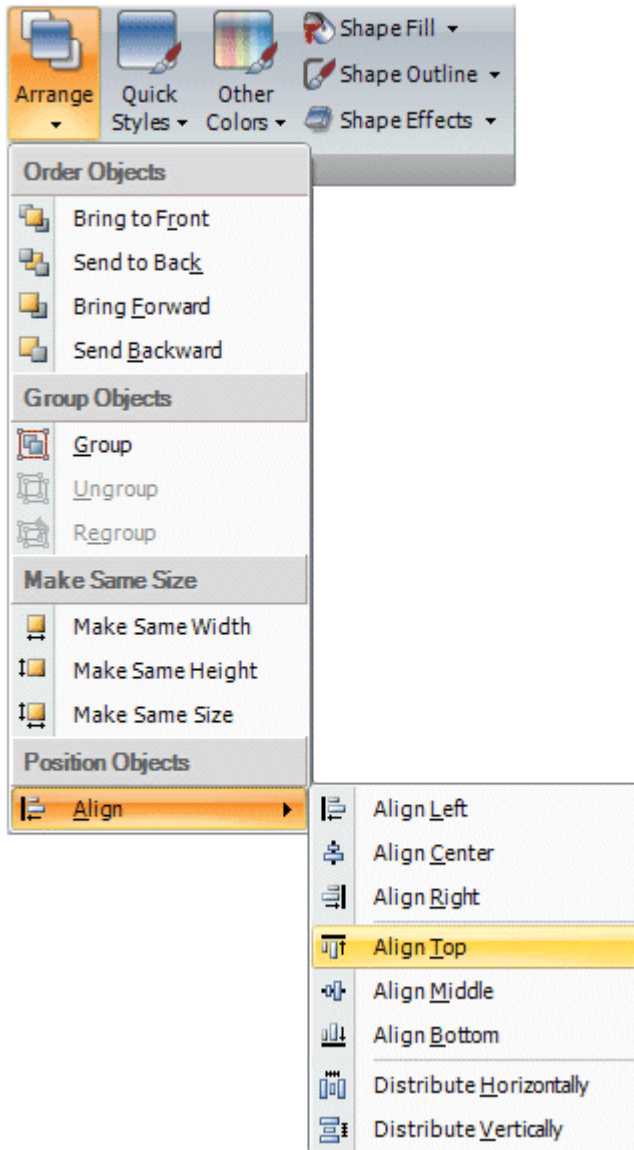 Arrange
Quick
Styles
Other
Colors
Shape Fill
Shape Outline
Shape Effects
Order Objects
Bring to Front
Send to Back
Bring Forward
Send Backward
Group Objects
Group
Ungroup
Regroup
Make Same Size
Make Same Width
Make Same Height
Make Same Size
Position Objects
Align
Align Left
Align Center
Align Right
Align Top
Align Middle
Align Bottom
Distribute Horizontally
Distribute Vertically